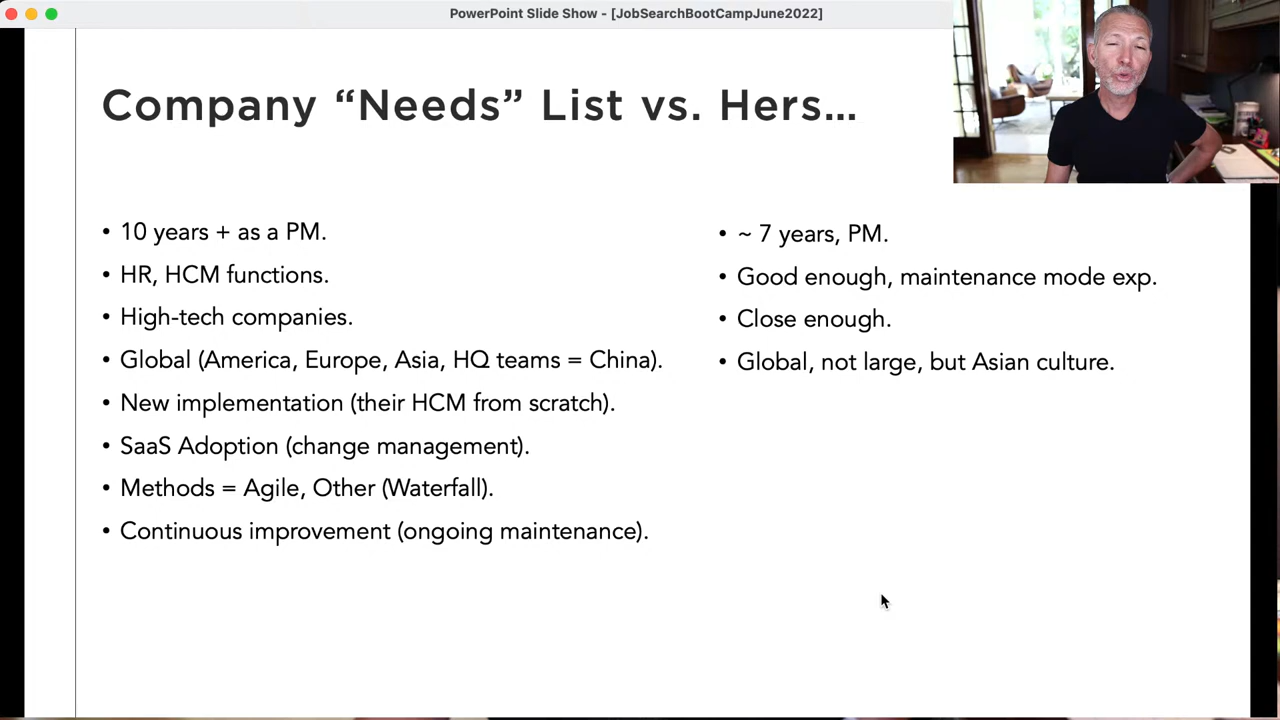 PowerPoint Slide Show - [JobSearchBootCampJune2022]
Company “Needs” List vs. Hers…
• 10 years + as a PM.
• HR, HCM functions.
• High-tech companies.
• Global (America, Europe, Asia, HQ teams = China).
• New implementation (their HCM from scratch).
• SaaS Adoption (change management).
• Methods = Agile, Other (Waterfall).
• Continuous improvement (ongoing maintenance).
• ~ 7 years, PM.
• Good enough, maintenance mode exp.
• Close enough.
• Global, not large, but Asian culture.